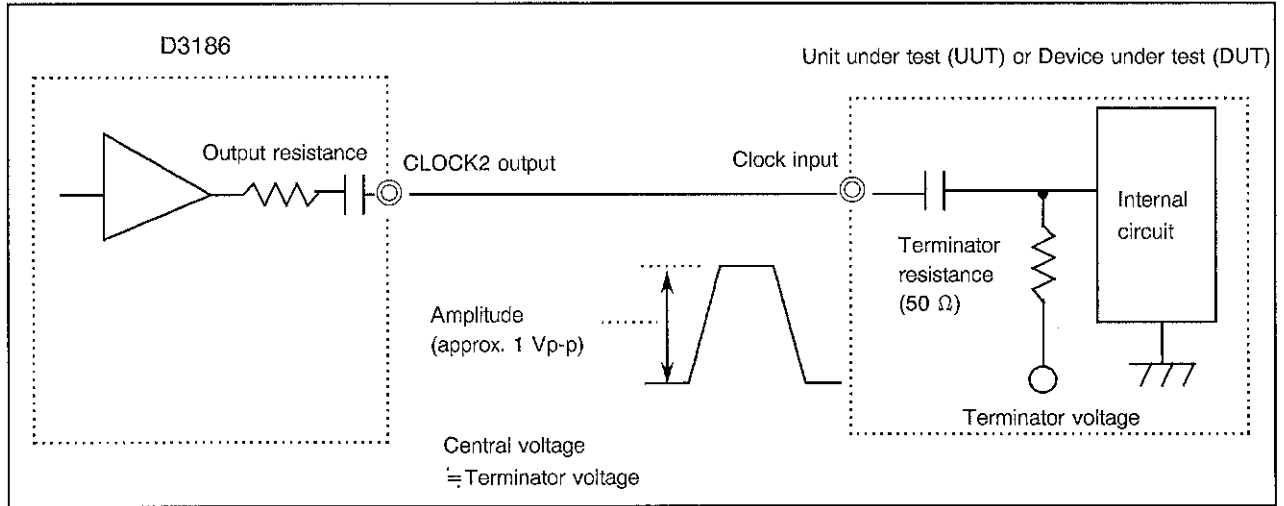 D3186
Unit under test (UUT) or Device under test (DUT)
Output resistance
CLOCK2 output
Clock input
Internal
circuit
Terminator
resistance
(50 Ω)
Amplitude
(approx. 1 Vp-p)
Terminator voltage
Central voltage
≒Terminator voltage